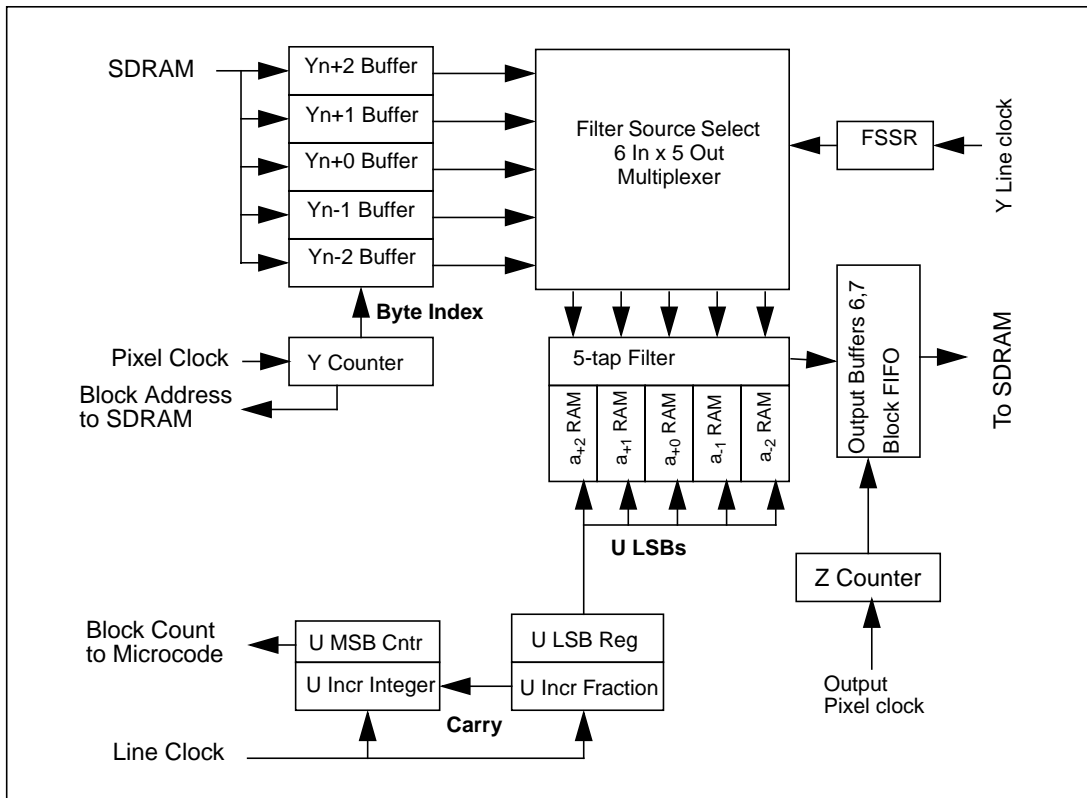 SDRAM
Yn+2 Buffer
Yn+1 Buffer
Yn+0 Buffer
Yn-1 Buffer
Yn-2 Buffer
Filter Source Select
6 In x 5 Out
Multiplexer
FSSR
Y Line clock
Byte Index
Pixel Clock
Y Counter
Block Address
to SDRAM
5-tap Filter
a+2 RAM
a+1 RAM
a+0 RAM
a-1 RAM
a-2 RAM
Output Buffers 6,7
Block FIFO
To SDRAM
U LSBs
Z Counter
Block Count
to Microcode
U MSB Cntr
U LSB Reg
U Incr Integer
U Incr Fraction
Carry
Output
Pixel clock
Line Clock